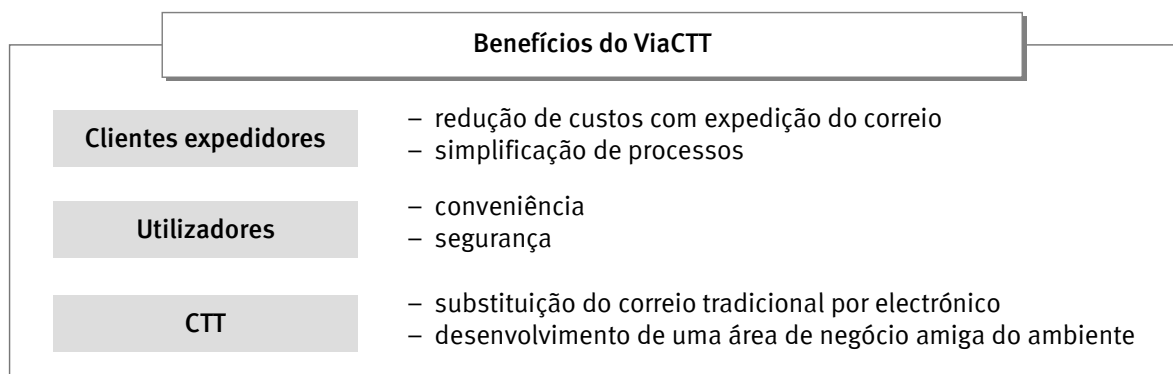 Benefícios do ViaCTT
Clientes expedidores
– redução de custos com expedição do correio
– simplificação de processos
Utilizadores
– conveniência
– segurança
CTT
– substituição do correio tradicional por electrónico
– desenvolvimento de uma área de negócio amiga do ambiente